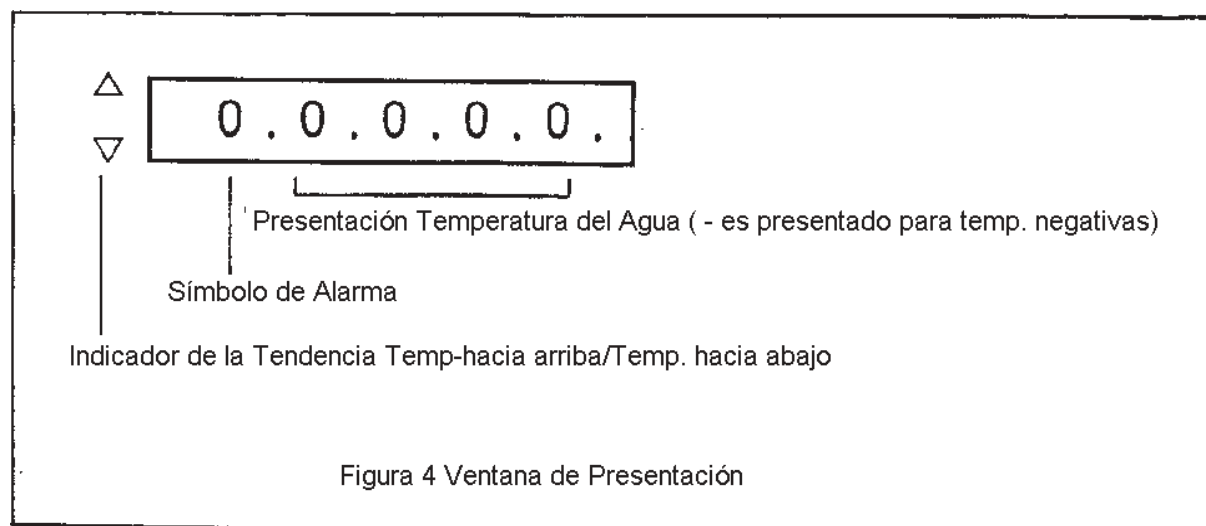 0.0.0.0.0.
Presentación Temperatura del Agua ( - es presentado para temp. negativas)
Símbolo de Alarma
Indicador de la Tendencia Temp-hacia arriba/Temp. hacia abajo
Figura 4 Ventana de Presentación